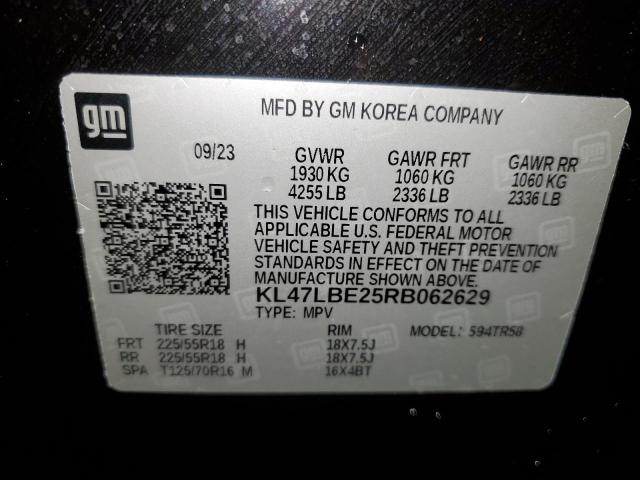 gm
MFD BY GM KOREA COMPANY
09/23 GVWR GAWR FRT GAWR RR
1930 KG 1060 KG 1060 KG
4255 LB 2336 LB 2336 LB
THIS VEHICLE CONFORMS TO ALL
APPLICABLE U.S. FEDERAL MOTOR
VEHICLE SAFETY AND THEFT PREVENTION
STANDARDS IN EFFECT ON THE DATE OF
MANUFACTURE SHOWN ABOVE.
KL47LBE25RB062629
TYPE: MPV
TIRE SIZE RIM MODEL: 594TR58
FRT 225/55R18 H 18X7.5J
RR 225/55R18 H 18X7.5J
SPA T125/70R16 M 16X4BT